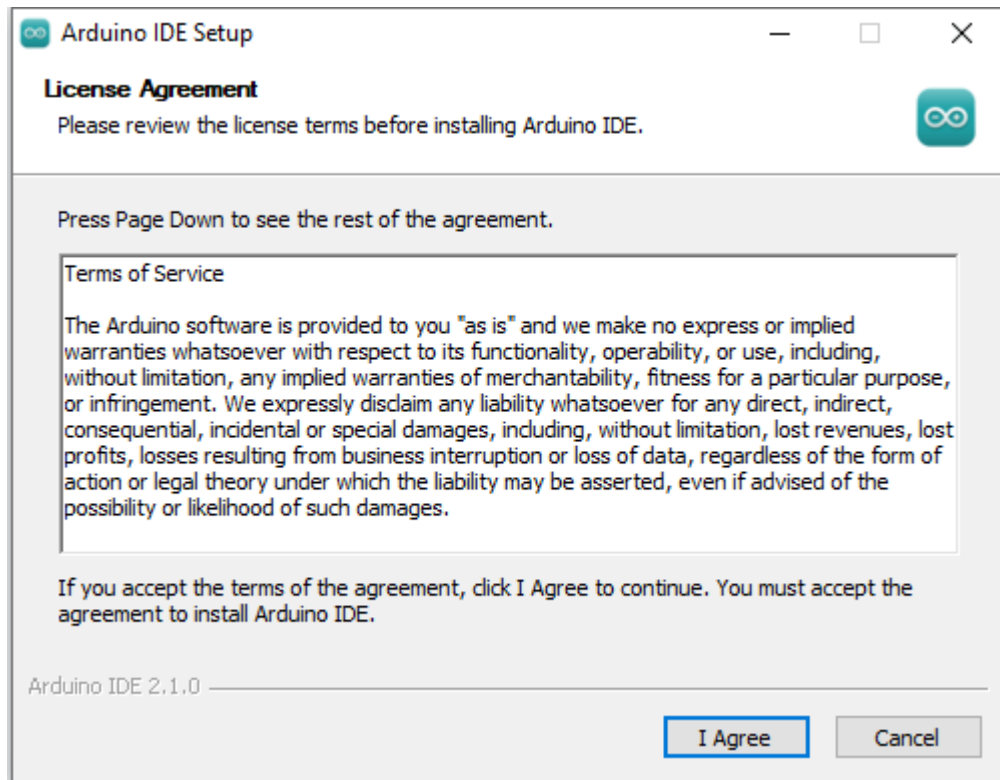 Arduino IDE Setup
License Agreement
Please review the license terms before installing Arduino IDE.
Press Page Down to see the rest of the agreement.
Terms of Service
The Arduino software is provided to you "as is" and we make no express or implied
warranties whatsoever with respect to its functionality, operability, or use, including,
without limitation, any implied warranties of merchantability, fitness for a particular purpose,
or infringement. We expressly disclaim any liability whatsoever for any direct, indirect,
consequential, incidental or special damages, including, without limitation, lost revenues, lost
profits, losses resulting from business interruption or loss of data, regardless of the form of
action or legal theory under which the liability may be asserted, even if advised of the
possibility or likelihood of such damages.
If you accept the terms of the agreement, click I Agree to continue. You must accept the
agreement to install Arduino IDE.
Arduino IDE 2.1.0
I Agree
Cancel